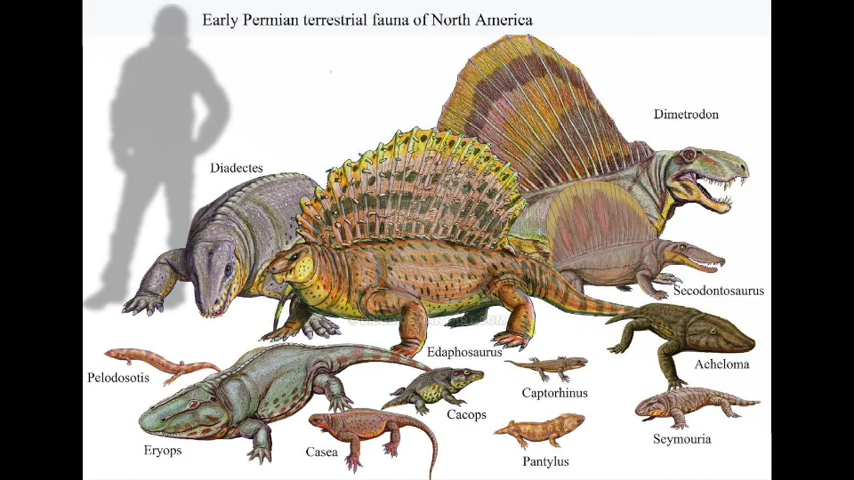 Early Permian terrestrial fauna of North America
Dimetrodon
Diadectes
Secodontosaurus
Edaphosaurus
Acheloma
Pelodosotis
Captorhinus
Cacops
Seymouria
Eryops
Casea
Pantylus